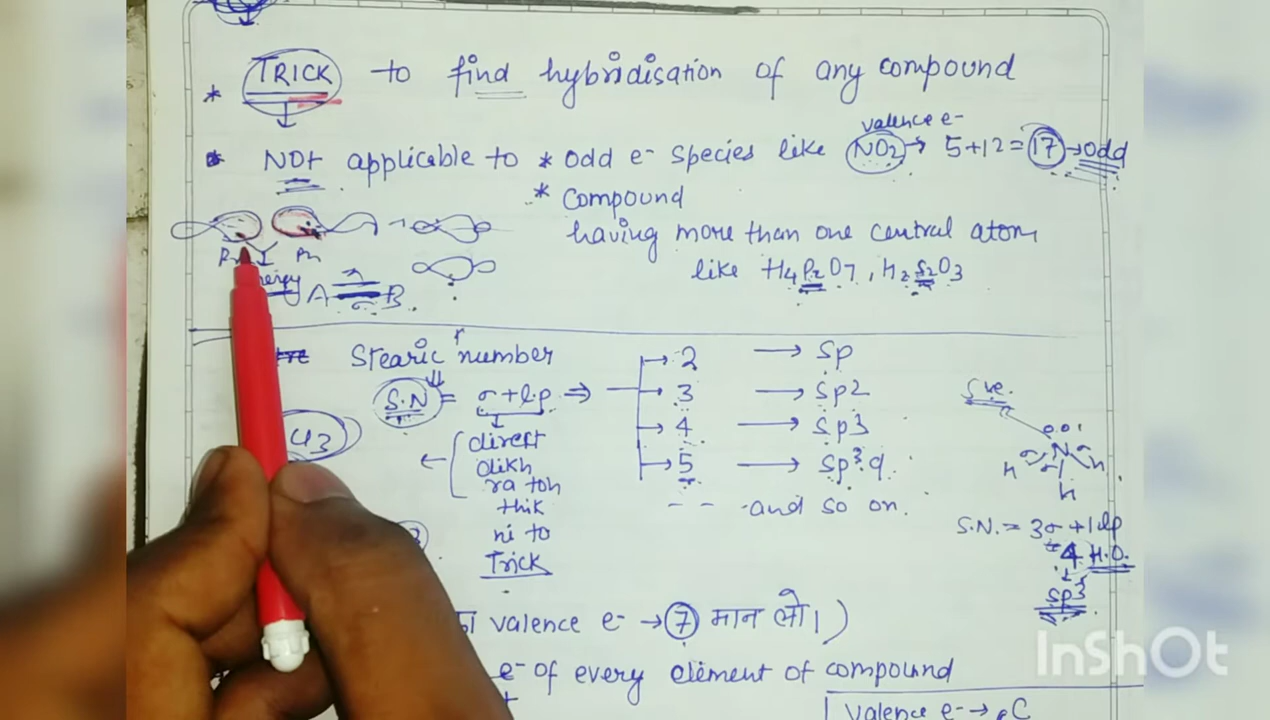 * TRICK to find hybridisation of any compound
valence e-
* NOt applicable to * Odd e- species like NO2 → 5+12=17→odd
* Compound
having more than one central atom
like H4P2O7, H2S2O3
A B
Stearic number
S.N = σ+l.p ⇒ → 2 → sp
→ 3 → sp2
→ 4 → sp3
→ 5 → sp3d
-- -and so on.
direct
dikh
ra toh
thik
ni to
Trick
N
H H
H
S.N. = 3σ+1lp
= 4 H.O.
sp3
valence e- → 7 मान लो।)
e- of every element of compound
valence e- →
InShOt